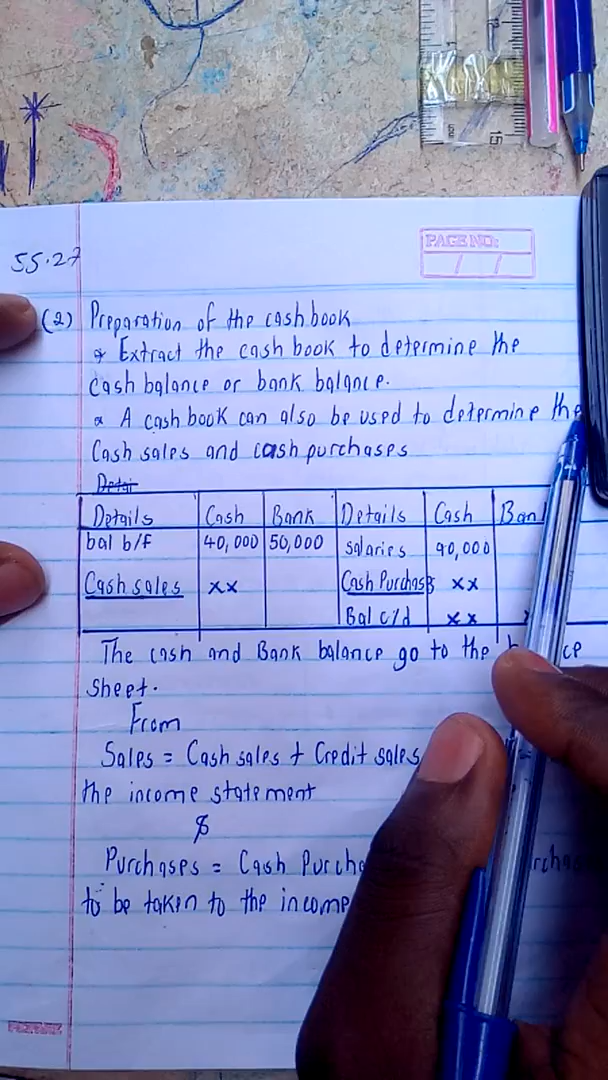 55.27
PAGE NO:
(2) Preparation of the cash book
* Extract the cash book to determine the
cash balance or bank balance.
* A cash book can also be used to determine the
Cash sales and cash purchases
Details Cash Bank Details Cash
bal b/f 40,000 50,000 salaries 90,000
Cash sales xx Cash Purchases xx
Bal c/d xx
The cash and Bank balance go to the
sheet.
From
Sales = Cash sales + Credit sales
the income statement
$
Purchases = Cash
to be taken to the income